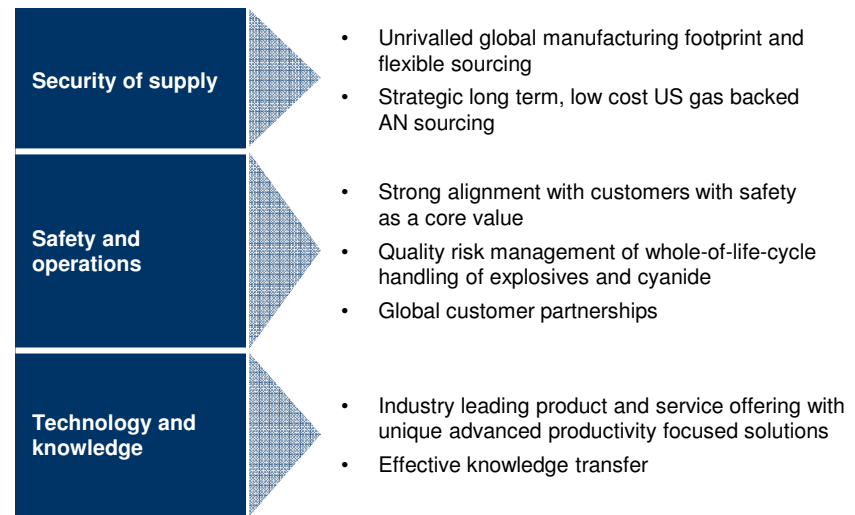 Security of supply
• Unrivalled global manufacturing footprint and
flexible sourcing
• Strategic long term, low cost US gas backed
AN sourcing
Safety and
operations
• Strong alignment with customers with safety
as a core value
• Quality risk management of whole-of-life-cycle
handling of explosives and cyanide
• Global customer partnerships
Technology and
knowledge
• Industry leading product and service offering with
unique advanced productivity focused solutions
• Effective knowledge transfer